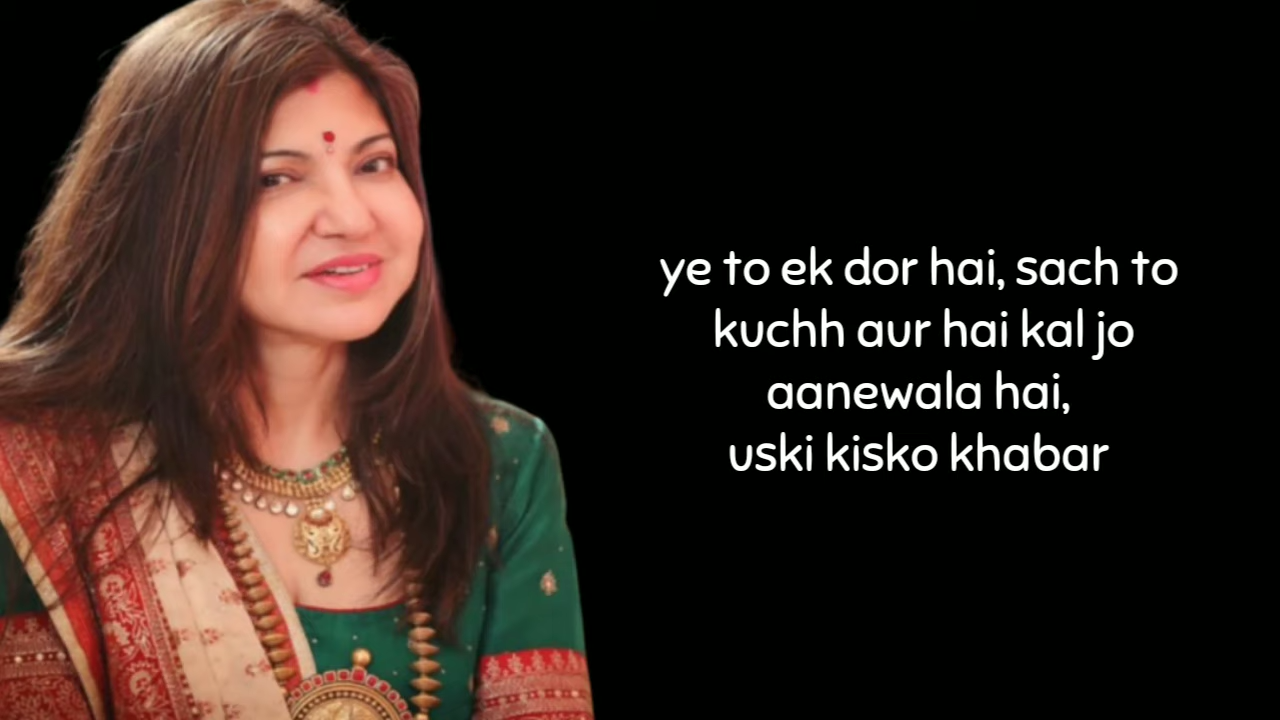 ye to ek dor hai, sach to
kuchh aur hai kal jo
aanewala hai,
uski kisko khabar